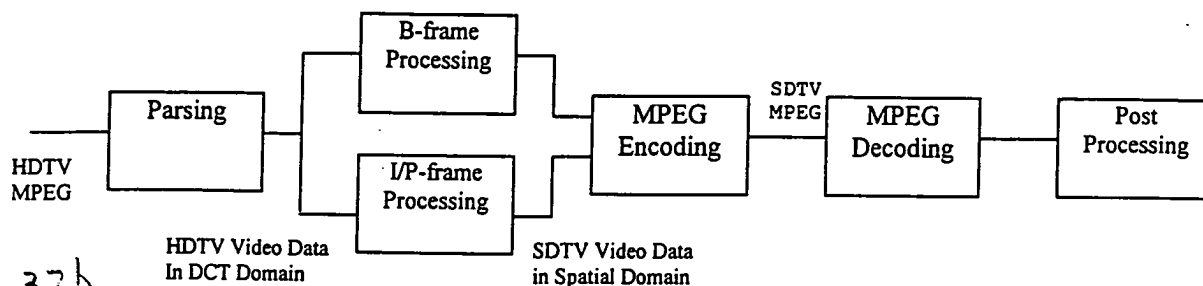 B-frame
Processing
Parsing
HDTV
MPEG
I/P-frame
Processing
MPEG
Encoding
SDTV
MPEG
MPEG
Decoding
Post
Processing
HDTV Video Data
In DCT Domain
SDTV Video Data
in Spatial Domain